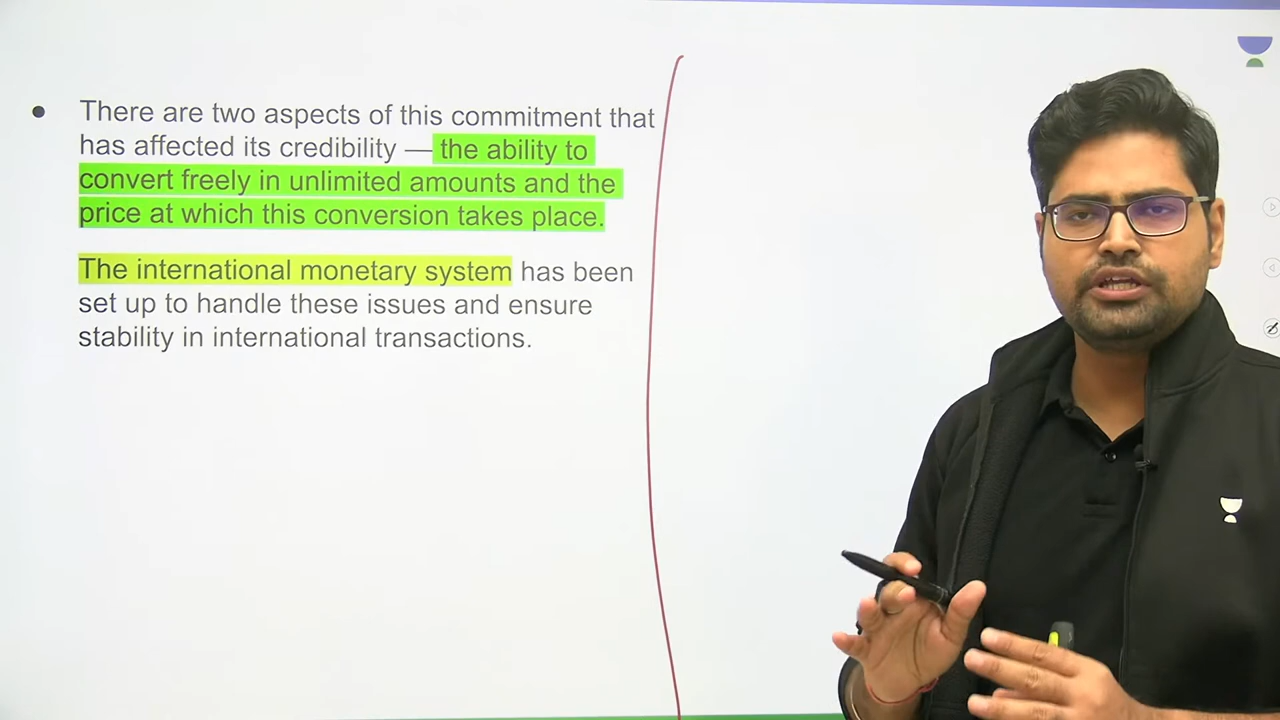 ● There are two aspects of this commitment that
has affected its credibility — the ability to
convert freely in unlimited amounts and the
price at which this conversion takes place.
The international monetary system has been
set up to handle these issues and ensure
stability in international transactions.